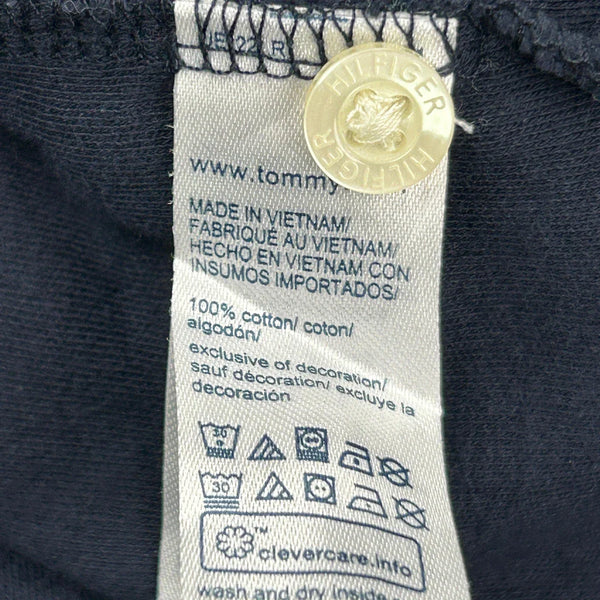 HILFIGER
HILFIGER
www.tommy
MADE IN VIETNAM/
FABRIQUÉ AU VIETNAM/
HECHO EN VIETNAM CON
INSUMOS IMPORTADOS/
100% cotton/ coton/
algodón/
exclusive of decoration/
sauf décoration/ excluye la
decoración
30
30
™
clevercare.info
wash and dry inside